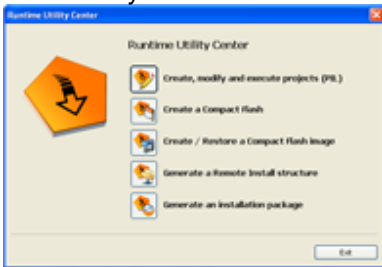 Runtime Utility Center
Runtime Utility Center
Create, modify and execute projects (PIL)
Create a Compact Flash
Create / Restore a Compact Flash image
Generate a Remote Install structure
Generate an installation package
Exit